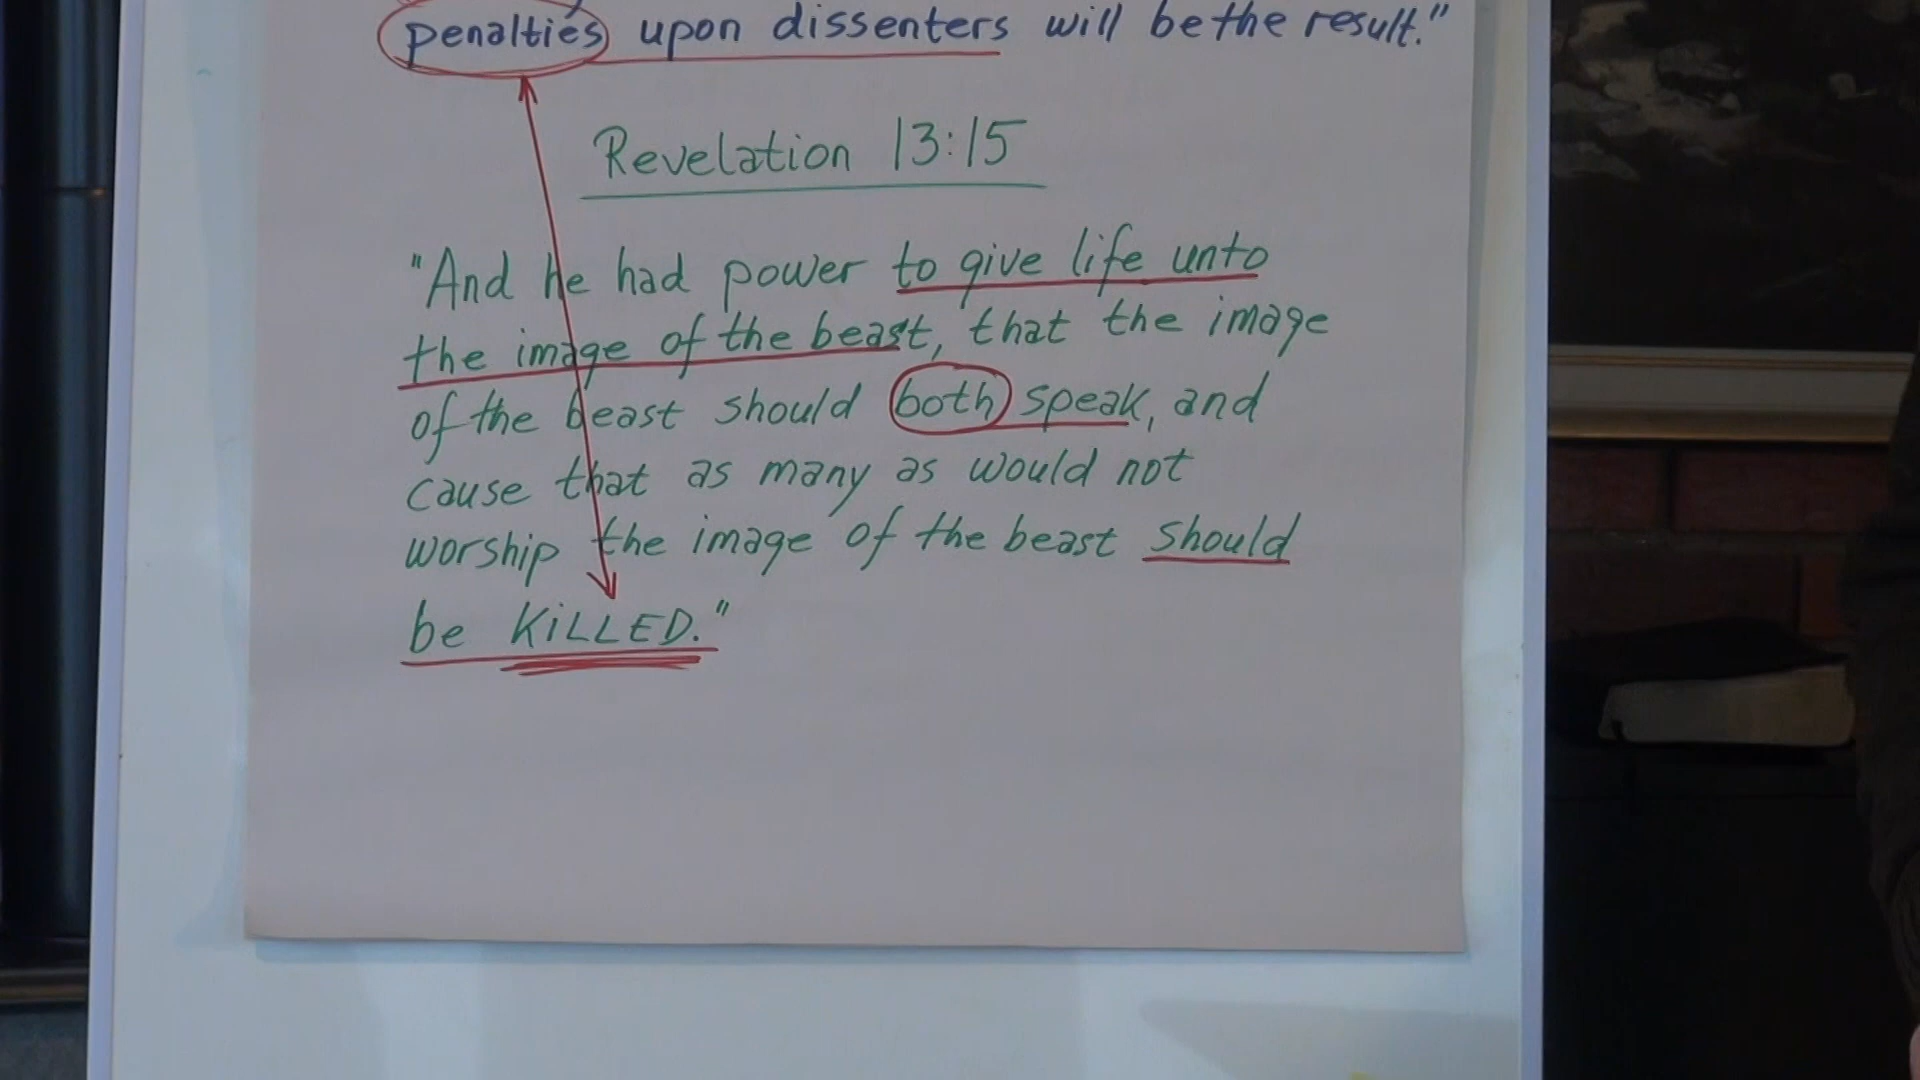 penalties upon dissenters will be the result."
Revelation 13:15
"And he had power to give life unto
the image of the beast, that the image
of the beast should both speak, and
cause that as many as would not
worship the image of the beast should
be KiLLED."